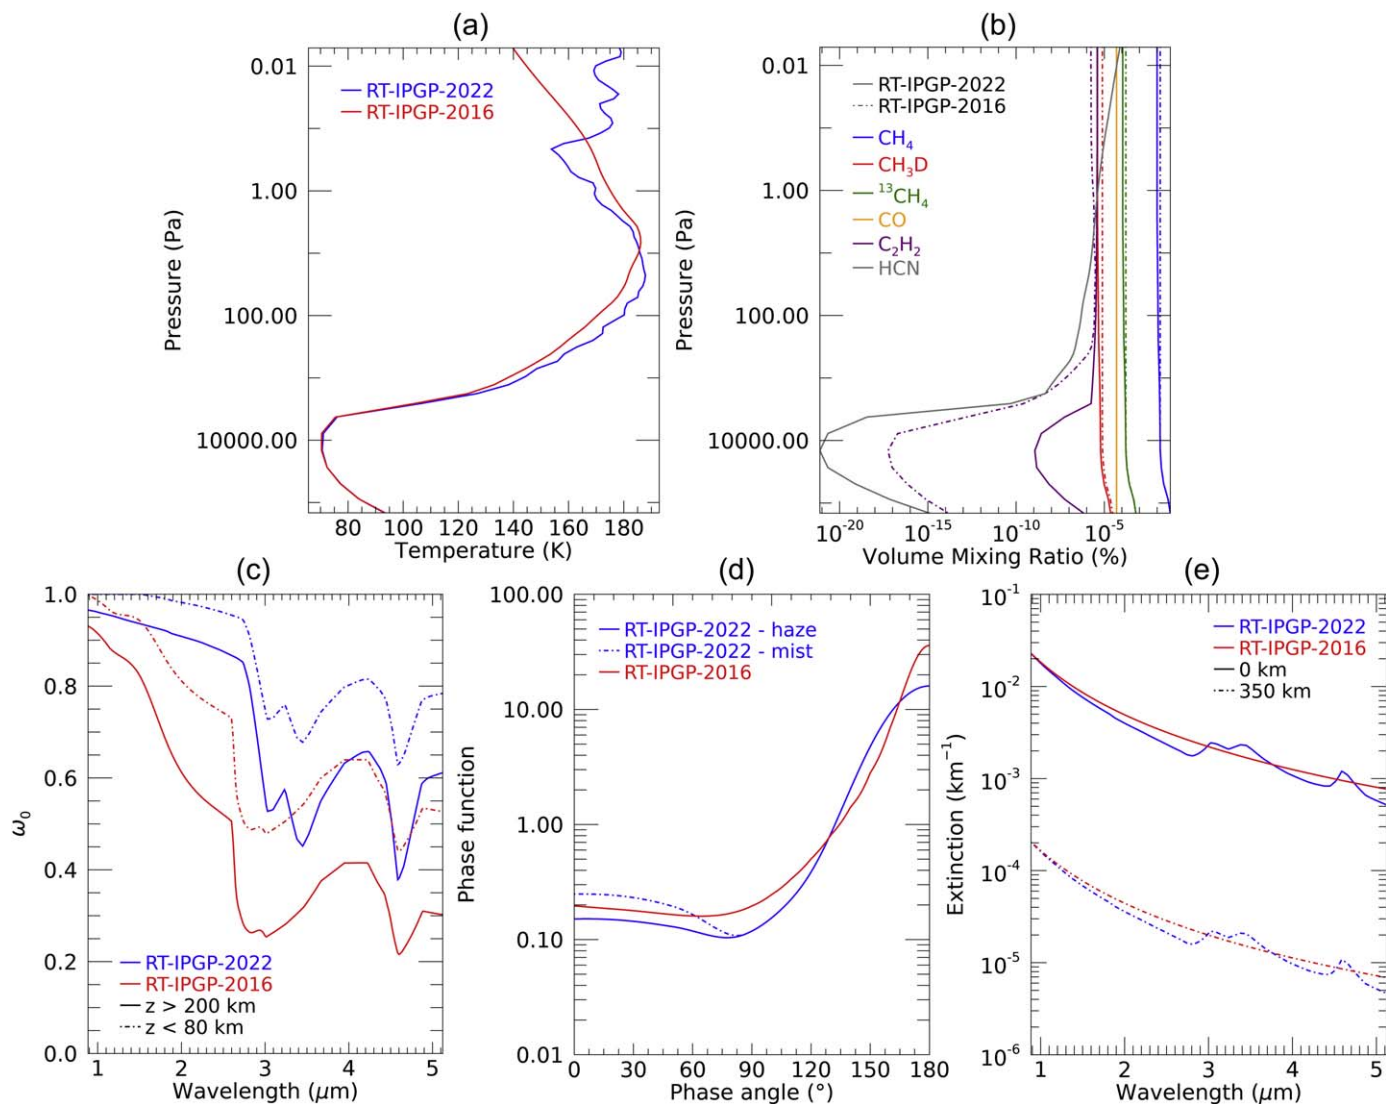 (a)
RT-IPGP-2022
RT-IPGP-2016
0.01
1.00
100.00
10000.00
Pressure (Pa)
80 100 120 140 160 180
Temperature (K)
(b)
RT-IPGP-2022
RT-IPGP-2016
CH₄
CH₃D
¹³CH₄
CO
C₂H₂
HCN
0.01
1.00
100.00
10000.00
Pressure (Pa)
10⁻²⁰ 10⁻¹⁵ 10⁻¹⁰ 10⁻⁵
Volume Mixing Ratio (%)
(c)
1.0
0.8
0.6
0.4
0.2
0.0
ω₀
RT-IPGP-2022
RT-IPGP-2016
z > 200 km
z < 80 km
1 2 3 4 5
Wavelength (μm)
(d)
100.00
10.00
1.00
0.10
0.01
Phase function
RT-IPGP-2022 - haze
RT-IPGP-2022 - mist
RT-IPGP-2016
0 30 60 90 120 150 180
Phase angle (°)
(e)
10⁻¹
10⁻²
10⁻³
10⁻⁴
10⁻⁵
10⁻⁶
Extinction (km⁻¹)
RT-IPGP-2022
RT-IPGP-2016
0 km
350 km
1 2 3 4 5
Wavelength (μm)